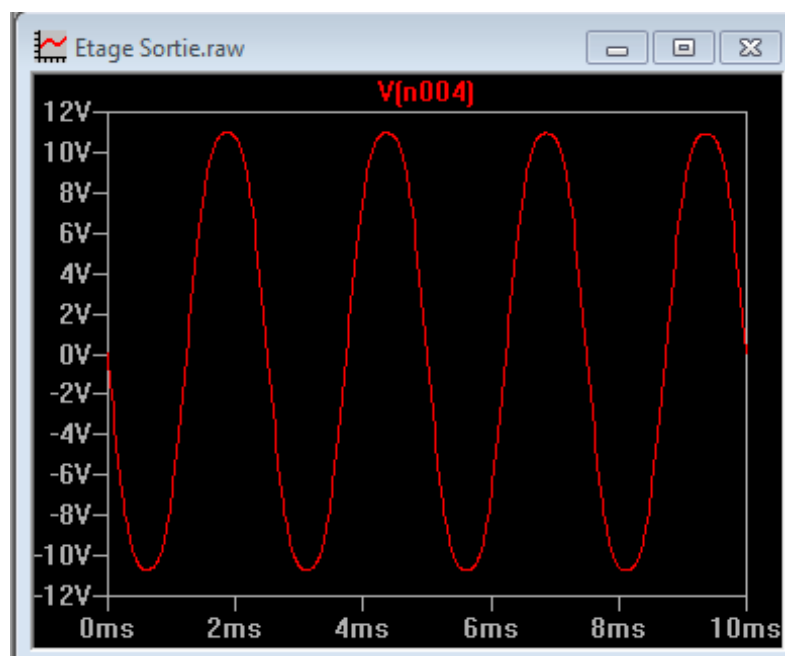 Etage Sortie.raw
V(n004)
12V
10V
8V
6V
4V
2V
0V
-2V
-4V
-6V
-8V
-10V
-12V
0ms 2ms 4ms 6ms 8ms 10ms